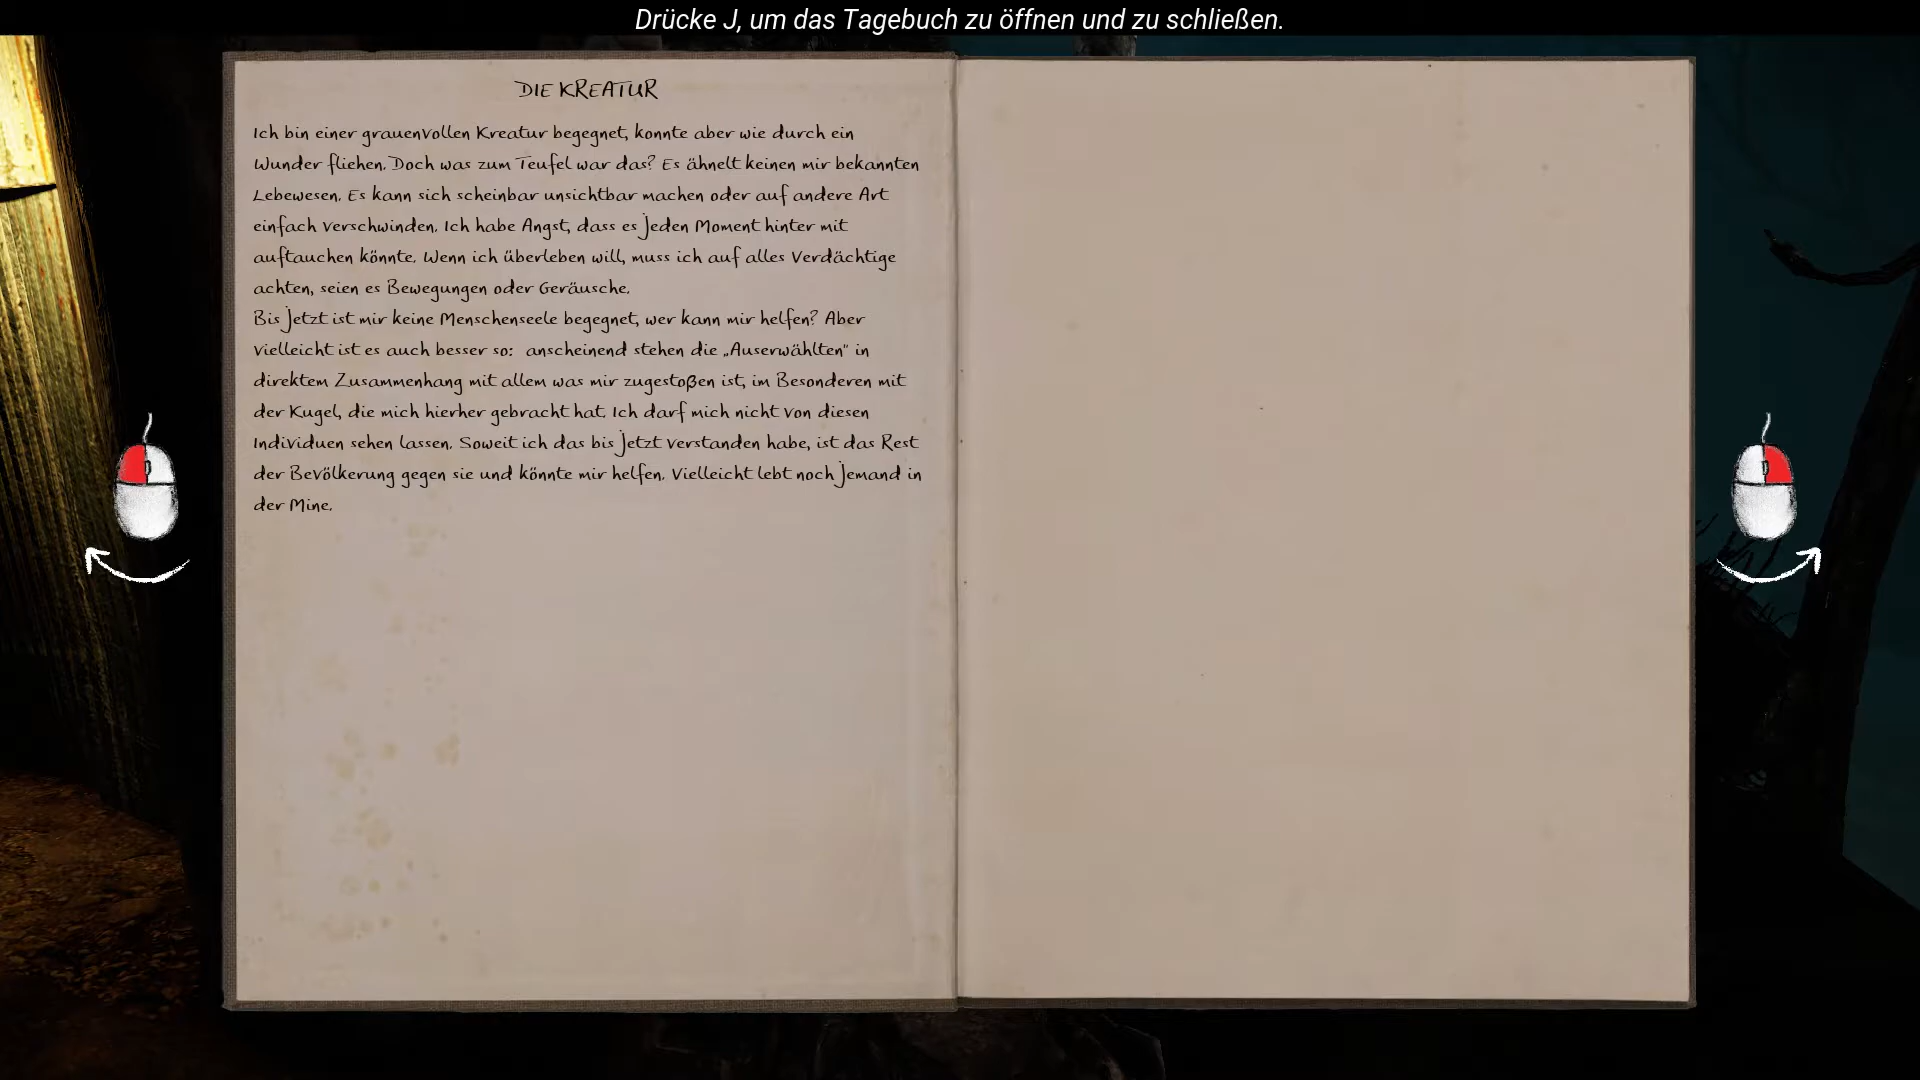 Drücke J, um das Tagebuch zu öffnen und zu schließen.
DIE KREATUR
Ich bin einer grauenvollen Kreatur begegnet, konnte aber wie durch ein
Wunder fliehen. Doch was zum Teufel war das? Es ähnelt keinen mir bekannten
Lebewesen. Es kann sich scheinbar unsichtbar machen oder auf andere Art
einfach verschwinden. Ich habe Angst, dass es jeden Moment hinter mit
auftauchen könnte. Wenn ich überleben will, muss ich auf alles Verdächtige
achten, seien es Bewegungen oder Geräusche.
Bis jetzt ist mir keine Menschenseele begegnet, wer kann mir helfen? Aber
vielleicht ist es auch besser so: anscheinend stehen die „Auserwählten" in
direktem Zusammenhang mit allem was mir zugestoßen ist, im Besonderen mit
der Kugel, die mich hierher gebracht hat. Ich darf mich nicht von diesen
Individuen sehen lassen. Soweit ich das bis jetzt verstanden habe, ist das Rest
der Bevölkerung gegen sie und könnte mir helfen. Vielleicht lebt noch jemand in
der Mine.